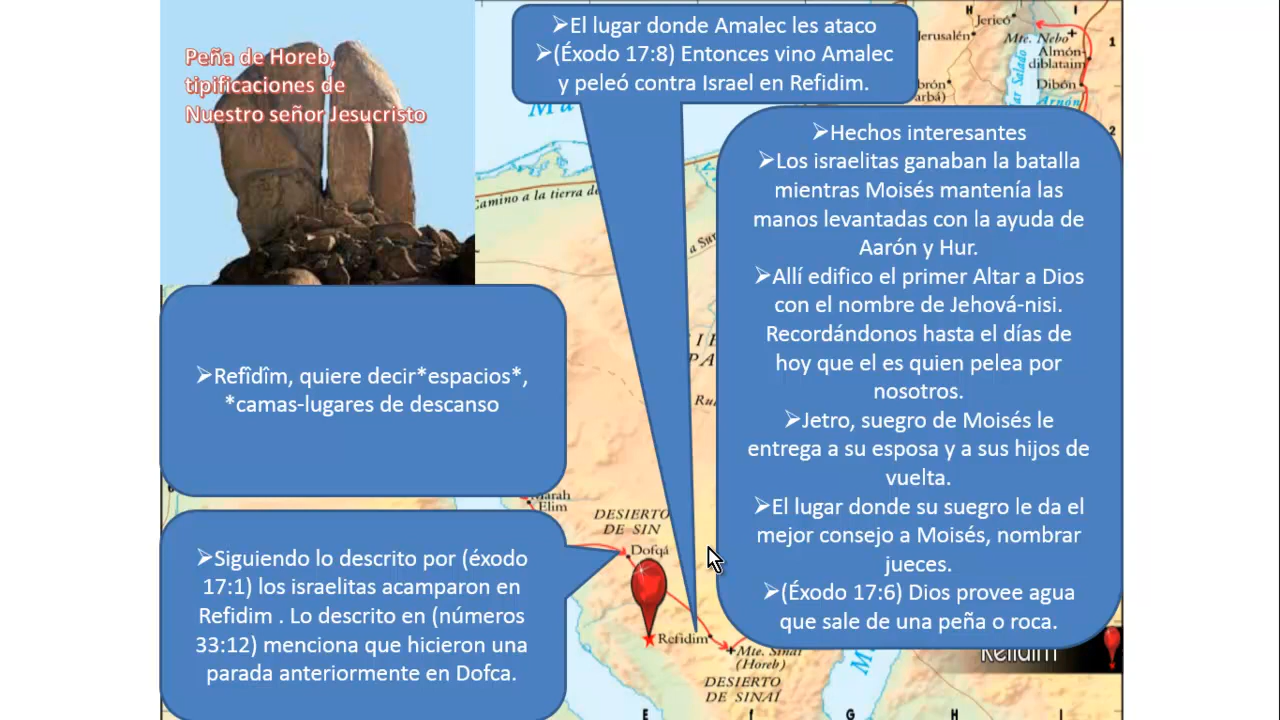 Peña de Horeb,
tipificaciones de
Nuestro señor Jesucristo
➢El lugar donde Amalec les ataco
➢(Éxodo 17:8) Entonces vino Amalec
y peleó contra Israel en Refidim.
➢Hechos interesantes
➢Los israelitas ganaban la batalla
mientras Moisés mantenía las
manos levantadas con la ayuda de
Aarón y Hur.
➢Allí edifico el primer Altar a Dios
con el nombre de Jehová-nisi.
Recordándonos hasta el días de
hoy que el es quien pelea por
nosotros.
➢Jetro, suegro de Moisés le
entrega a su esposa y a sus hijos de
vuelta.
➢El lugar donde su suegro le da el
mejor consejo a Moisés, nombrar
jueces.
➢(Éxodo 17:6) Dios provee agua
que sale de una peña o roca.
➢Refîdîm, quiere decir*espacios*,
*camas-lugares de descanso
➢Siguiendo lo descrito por (éxodo
17:1) los israelitas acamparon en
Refidim . Lo descrito en (números
33:12) menciona que hicieron una
parada anteriormente en Dofca.
H
I
Jericó
Jerusalén
Mte. Nebo
1
Almón-
diblataim
Dibón
Arnón
2
Camino a la tierra de
a Sur
Marah
Elim
DESIERTO
DE SIN
Dofqá
Refidim
Mte. Sinaí
(Horeb)
DESIERTO
DE SINAÍ
Refidim
E
f
G
H
I